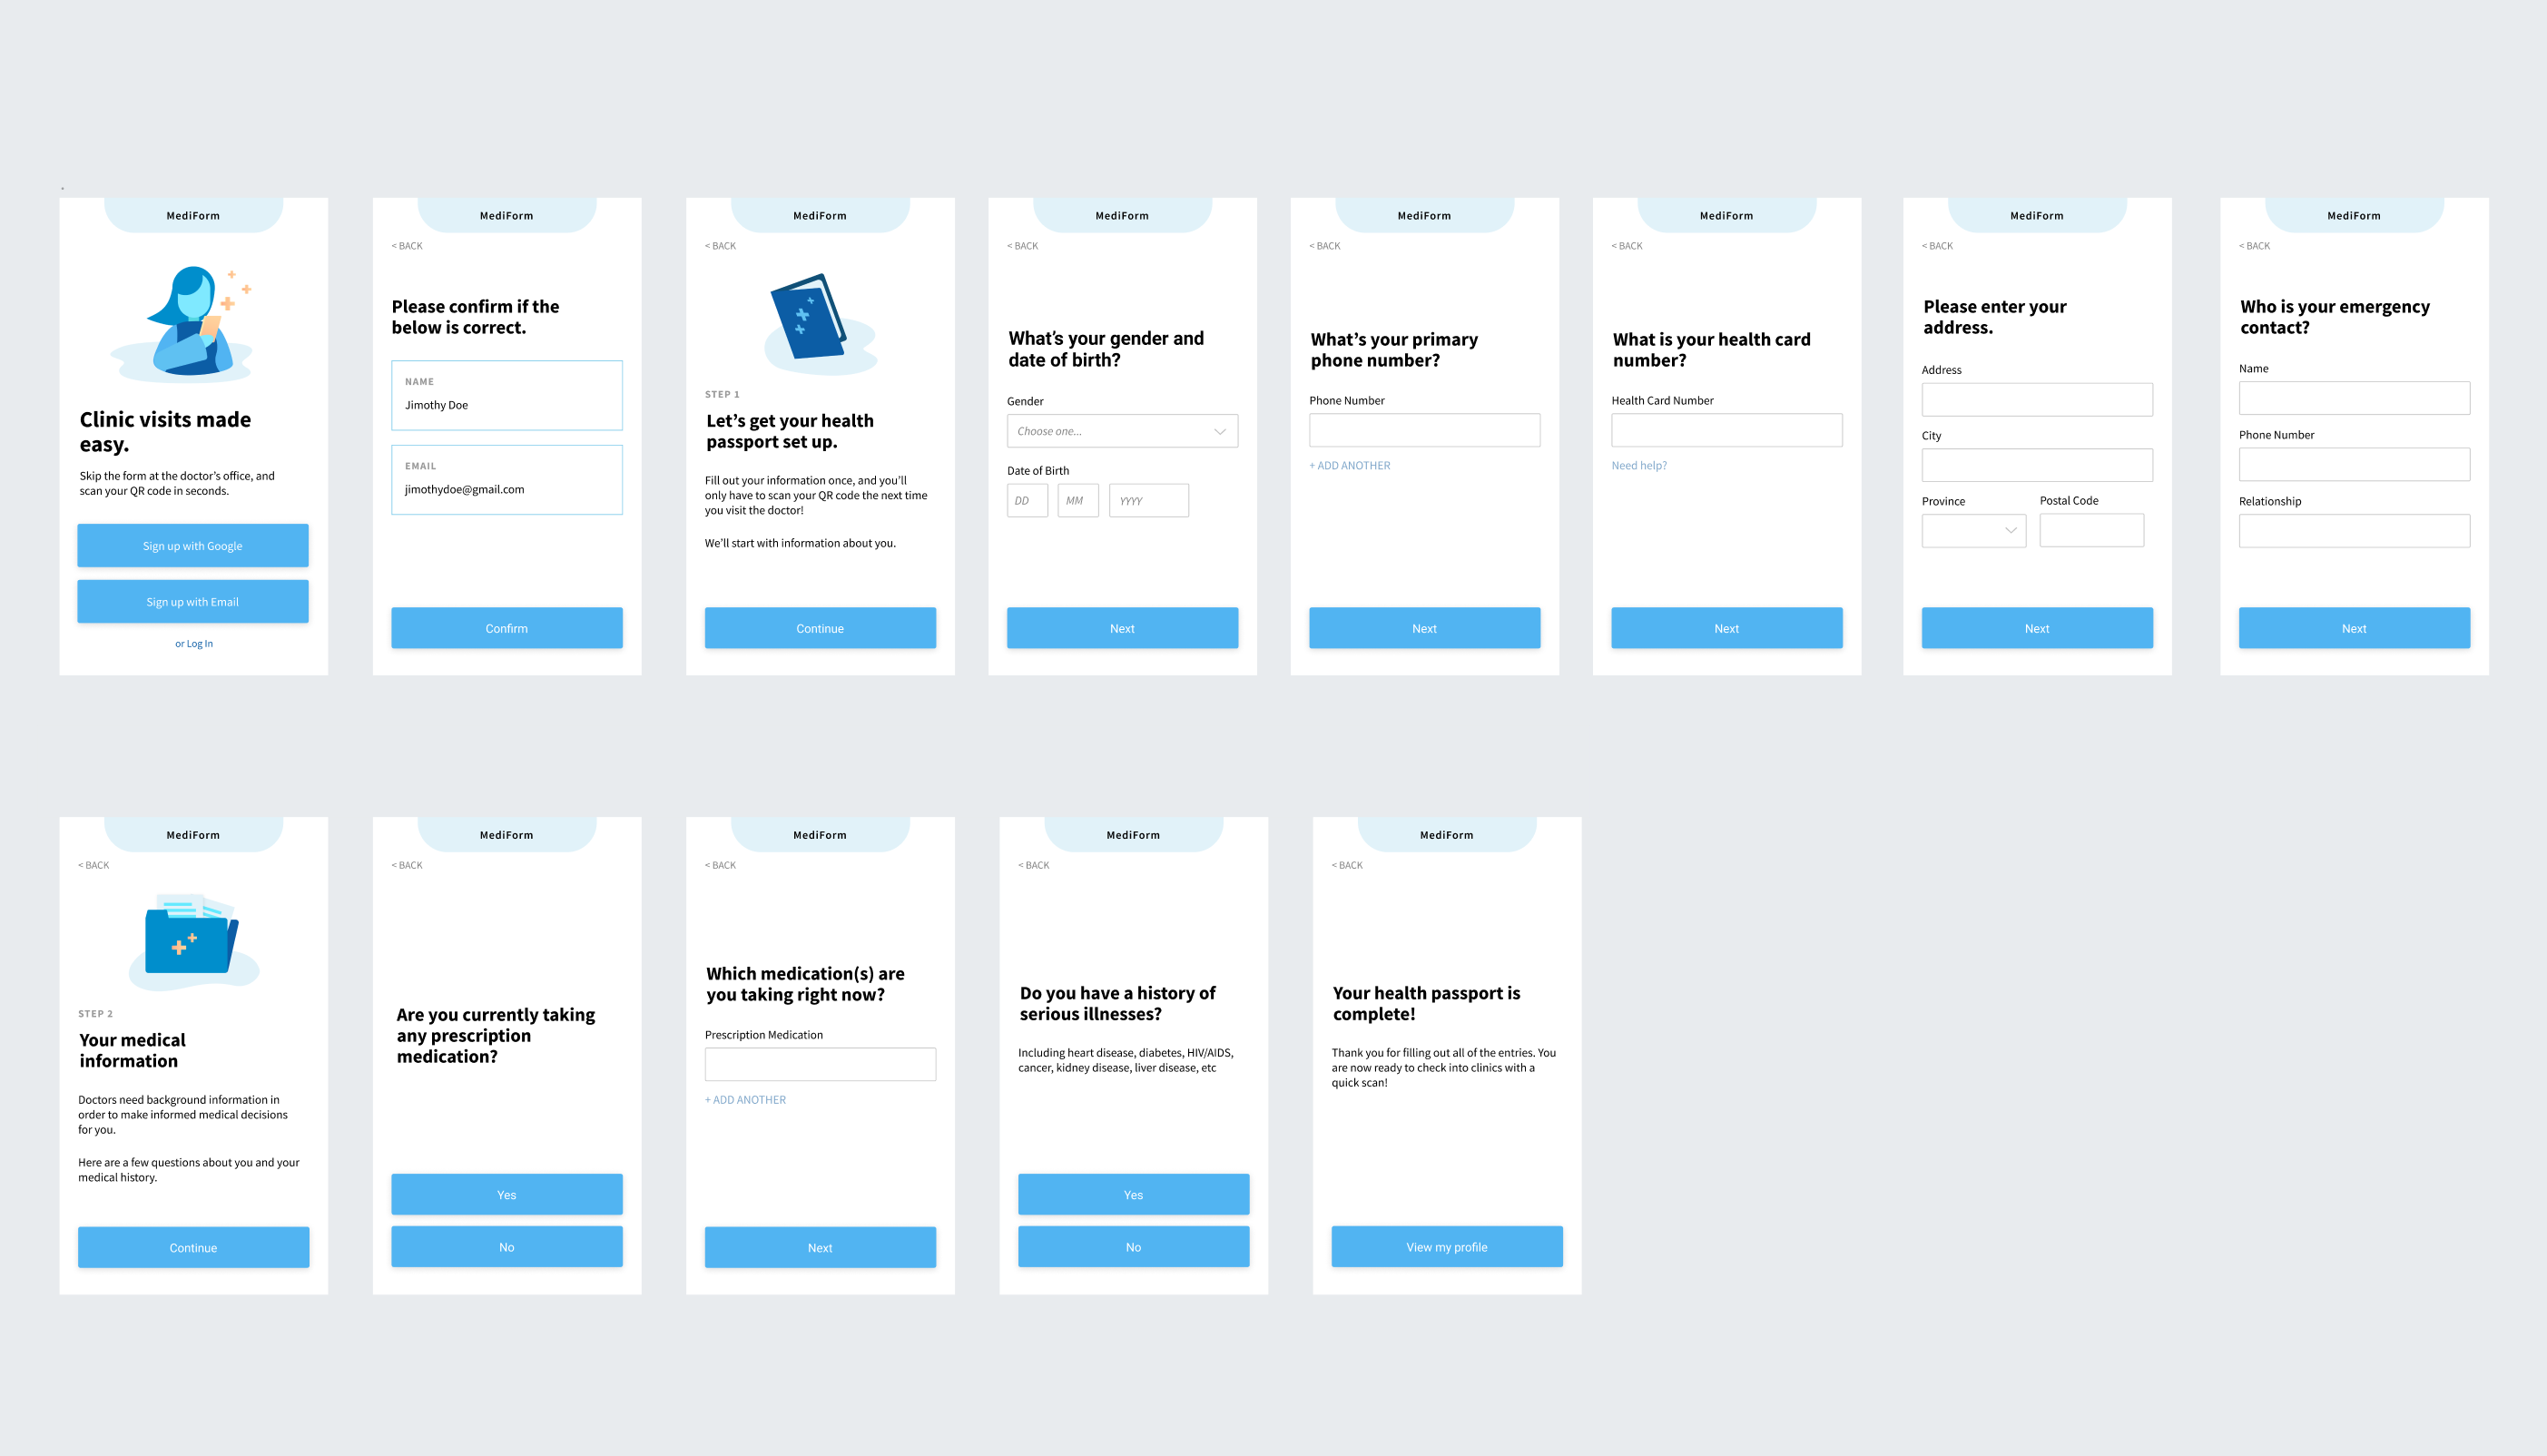 MediForm
Clinic visits made
easy.
Skip the form at the doctor's office, and
scan your QR code in seconds.
Sign up with Google
Sign up with Email
or Log In
MediForm
< BACK
Please confirm if the
below is correct.
NAME
Jimothy Doe
EMAIL
jimothydoe@gmail.com
Confirm
MediForm
< BACK
STEP 1
Let's get your health
passport set up.
Fill out your information once, and you'll
only have to scan your QR code the next time
you visit the doctor!
We'll start with information about you.
Continue
MediForm
< BACK
What's your gender and
date of birth?
Gender
Choose one...
Date of Birth
DD MM YYYY
Next
MediForm
< BACK
What's your primary
phone number?
Phone Number
+ ADD ANOTHER
Next
MediForm
< BACK
What is your health card
number?
Health Card Number
Need help?
Next
MediForm
< BACK
Please enter your
address.
Address
City
Province Postal Code
Next
MediForm
< BACK
Who is your emergency
contact?
Name
Phone Number
Relationship
Next
MediForm
< BACK
STEP 2
Your medical
information
Doctors need background information in
order to make informed medical decisions
for you.
Here are a few questions about you and your
medical history.
Continue
MediForm
< BACK
Are you currently taking
any prescription
medication?
Yes
No
MediForm
< BACK
Which medication(s) are
you taking right now?
Prescription Medication
+ ADD ANOTHER
Next
MediForm
< BACK
Do you have a history of
serious illnesses?
Including heart disease, diabetes, HIV/AIDS,
cancer, kidney disease, liver disease, etc
Yes
No
MediForm
< BACK
Your health passport is
complete!
Thank you for filling out all of the entries. You
are now ready to check into clinics with a
quick scan!
View my profile